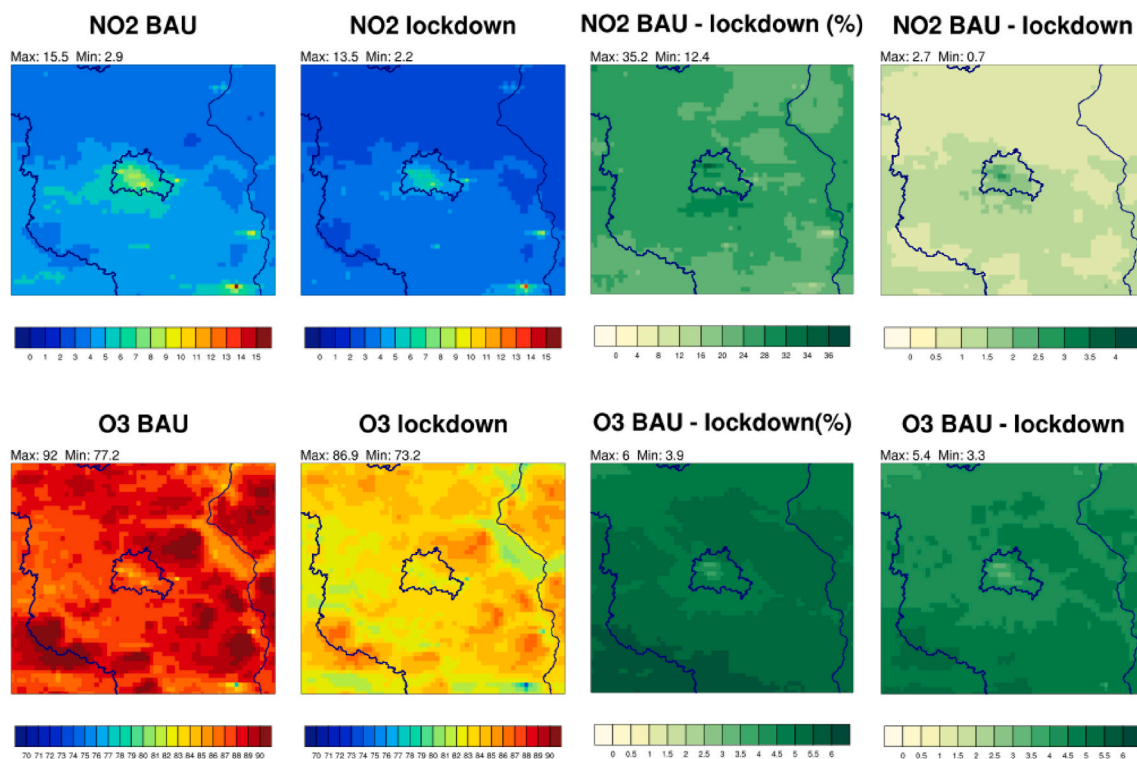 NO2 BAU
NO2 lockdown
NO2 BAU - lockdown (%)
NO2 BAU - lockdown
Max: 15.5 Min: 2.9
Max: 13.5 Min: 2.2
Max: 35.2 Min: 12.4
Max: 2.7 Min: 0.7
0 1 2 3 4 5 6 7 8 9 10 11 12 13 14 15
0 1 2 3 4 5 6 7 8 9 10 11 12 13 14 15
0 4 8 12 16 20 24 28 32 34 36
0 0.5 1 1.5 2 2.5 3 3.5 4
O3 BAU
O3 lockdown
O3 BAU - lockdown(%)
O3 BAU - lockdown
Max: 92 Min: 77.2
Max: 86.9 Min: 73.2
Max: 6 Min: 3.9
Max: 5.4 Min: 3.3
70 71 72 73 74 75 76 77 78 79 80 81 82 83 84 85 86 87 88 89 90
70 71 72 73 74 75 76 77 78 79 80 81 82 83 84 85 86 87 88 89 90
0 0.5 1 1.5 2 2.5 3 3.5 4 4.5 5 5.5 6
0 0.5 1 1.5 2 2.5 3 3.5 4 4.5 5 5.5 6